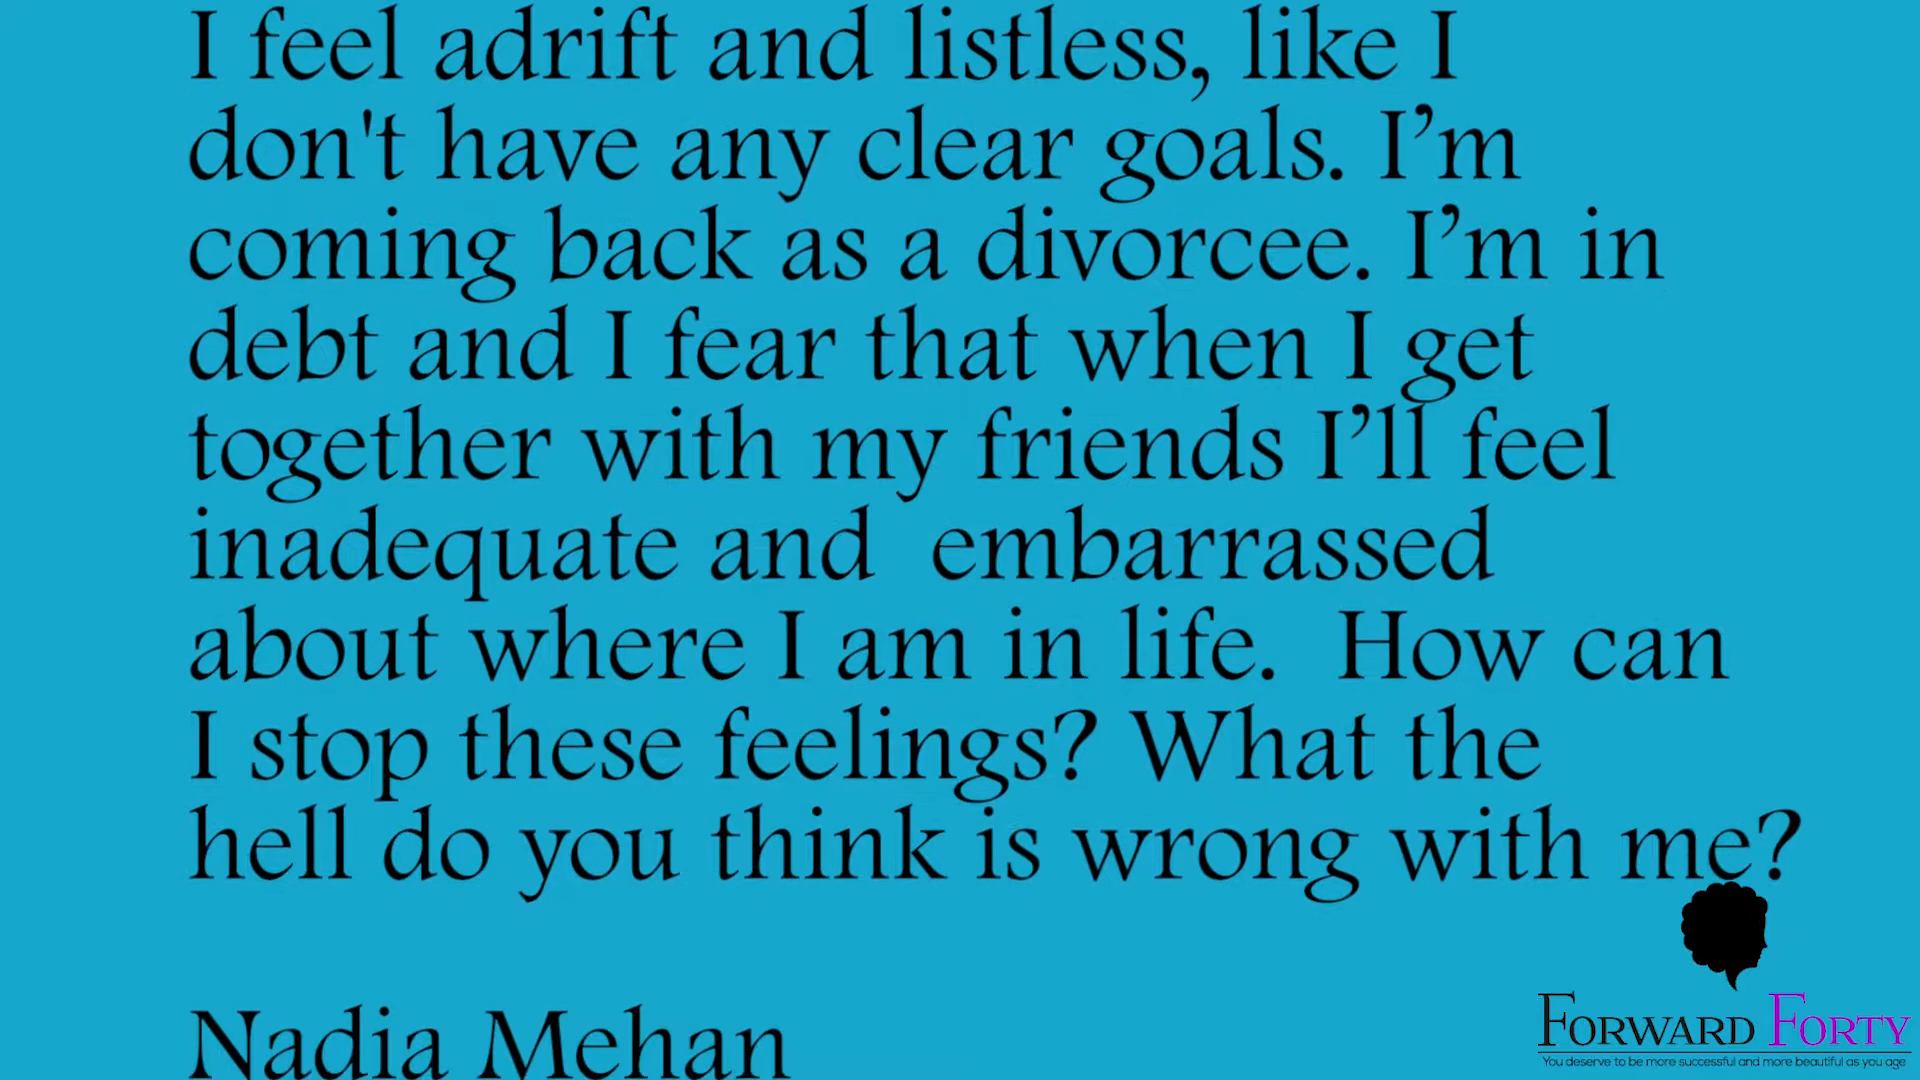 I feel adrift and listless, like I
don't have any clear goals. I’m
coming back as a divorcee. I’m in
debt and I fear that when I get
together with my friends I’ll feel
inadequate and  embarrassed
about where I am in life.  How can
I stop these feelings? What the
hell do you think is wrong with me?
Nadia Mehan
FORWARD FORTY
You deserve to be more successful and more beautiful as you age